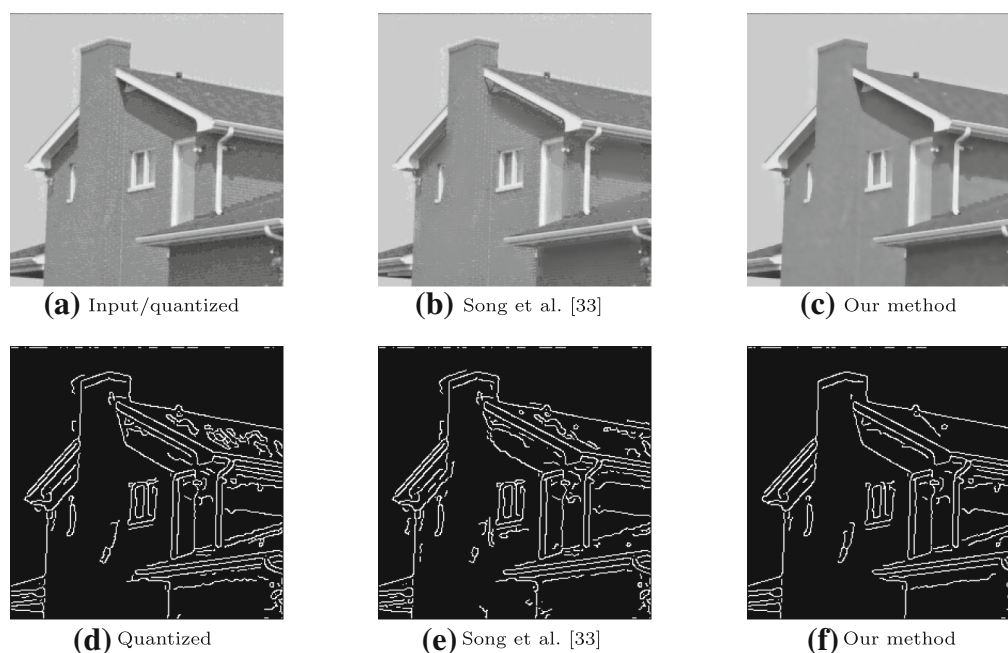 (a) Input/quantized
(b) Song et al. [33]
(c) Our method
(d) Quantized
(e) Song et al. [33]
(f) Our method